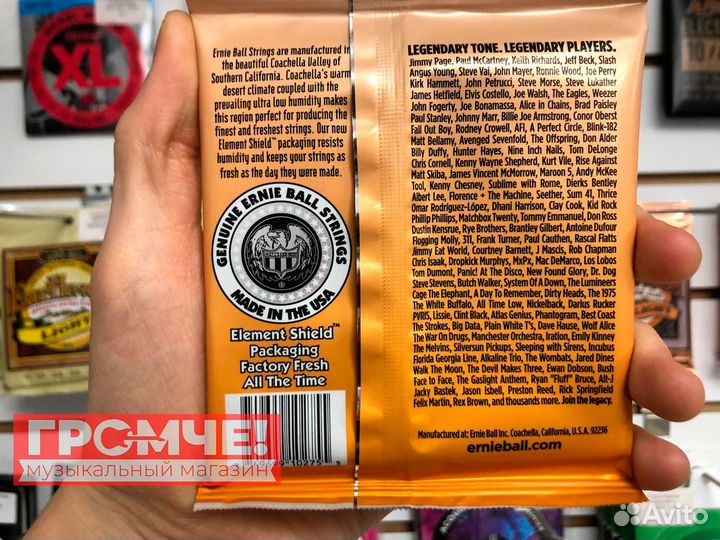 XL
Ernie Ball Strings are manufactured in
the beautiful Coachella Valley of
Southern California. Coachella's warm
desert climate coupled with the
prevailing ultra low humidity makes
this region perfect for producing the
finest and freshest strings. Our new
Element Shield™ packaging resists
humidity and keeps your strings as
fresh as the day they were made.
GENUINE ERNIE BALL STRINGS
MADE IN THE USA
Element Shield™
Packaging
Factory Fresh
All The Time
10275
LEGENDARY TONE. LEGENDARY PLAYERS.
Jimmy Page, Paul McCartney, Keith Richards, Jeff Beck, Slash
Angus Young, Steve Vai, John Mayer, Ronnie Wood, Joe Perry
Kirk Hammett, John Petrucci, Steve Morse, Steve Lukather
James Hetfield, Elvis Costello, Joe Walsh, The Eagles, Weezer
John Fogerty, Joe Bonamassa, Alice in Chains, Brad Paisley
Paul Stanley, Johnny Marr, Billie Joe Armstrong, Conor Oberst
Fall Out Boy, Rodney Crowell, AFI, A Perfect Circle, Blink-182
Matt Bellamy, Avenged Sevenfold, The Offspring, Don Alder
Billy Duffy, Hunter Hayes, Nine Inch Nails, Tom DeLonge
Chris Cornell, Kenny Wayne Shepherd, Kurt Vile, Rise Against
Matt Skiba, James Vincent McMorrow, Maroon 5, Andy McKee
Tool, Kenny Chesney, Sublime with Rome, Dierks Bentley
Albert Lee, Florence + The Machine, Seether, Sum 41, Thrice
Omar Rodríguez-López, Dhani Harrison, Clay Cook, Kid Rock
Phillip Phillips, Matchbox Twenty, Tommy Emmanuel, Don Ross
Dustin Kensrue, Rye Brothers, Brantley Gilbert, Antoine Dufour
Flogging Molly, 311, Frank Turner, Paul Cauthen, Rascal Flatts
Jimmy Eat World, Courtney Barnett, J Mascis, Rob Chapman
Chris Isaak, Dropkick Murphys, MxPx, Mac DeMarco, Los Lobos
Tom Dumont, Panic! At The Disco, New Found Glory, Dr. Dog
Steve Stevens, Butch Walker, System Of A Down, The Lumineers
Cage The Elephant, A Day To Remember, Dirty Heads, The 1975
The White Buffalo, All Time Low, Nickelback, Darius Rucker
PVRIS, Lissie, Clint Black, Atlas Genius, Phantogram, Best Coast
The Strokes, Big Data, Plain White T's, Dave Hause, Wolf Alice
The War On Drugs, Manchester Orchestra, Iration, Emily Kinney
The Melvins, Silversun Pickups, Sleeping with Sirens, Incubus
Florida Georgia Line, Alkaline Trio, The Wombats, Jared Dines
Walk The Moon, The Devil Makes Three, Ewan Dobson, Bush
Face to Face, The Gaslight Anthem, Ryan "Fluff" Bruce, Alt-J
Jacky Bastek, Jason Isbell, Preston Reed, Rick Springfield
Felix Martin, Rex Brown, and thousands more. Join the legacy.
Manufactured at: Ernie Ball Inc. Coachella, California, U.S.A. 92236
ernieball.com
ГРОМЧЕ!
музыкальный магазин
Avito